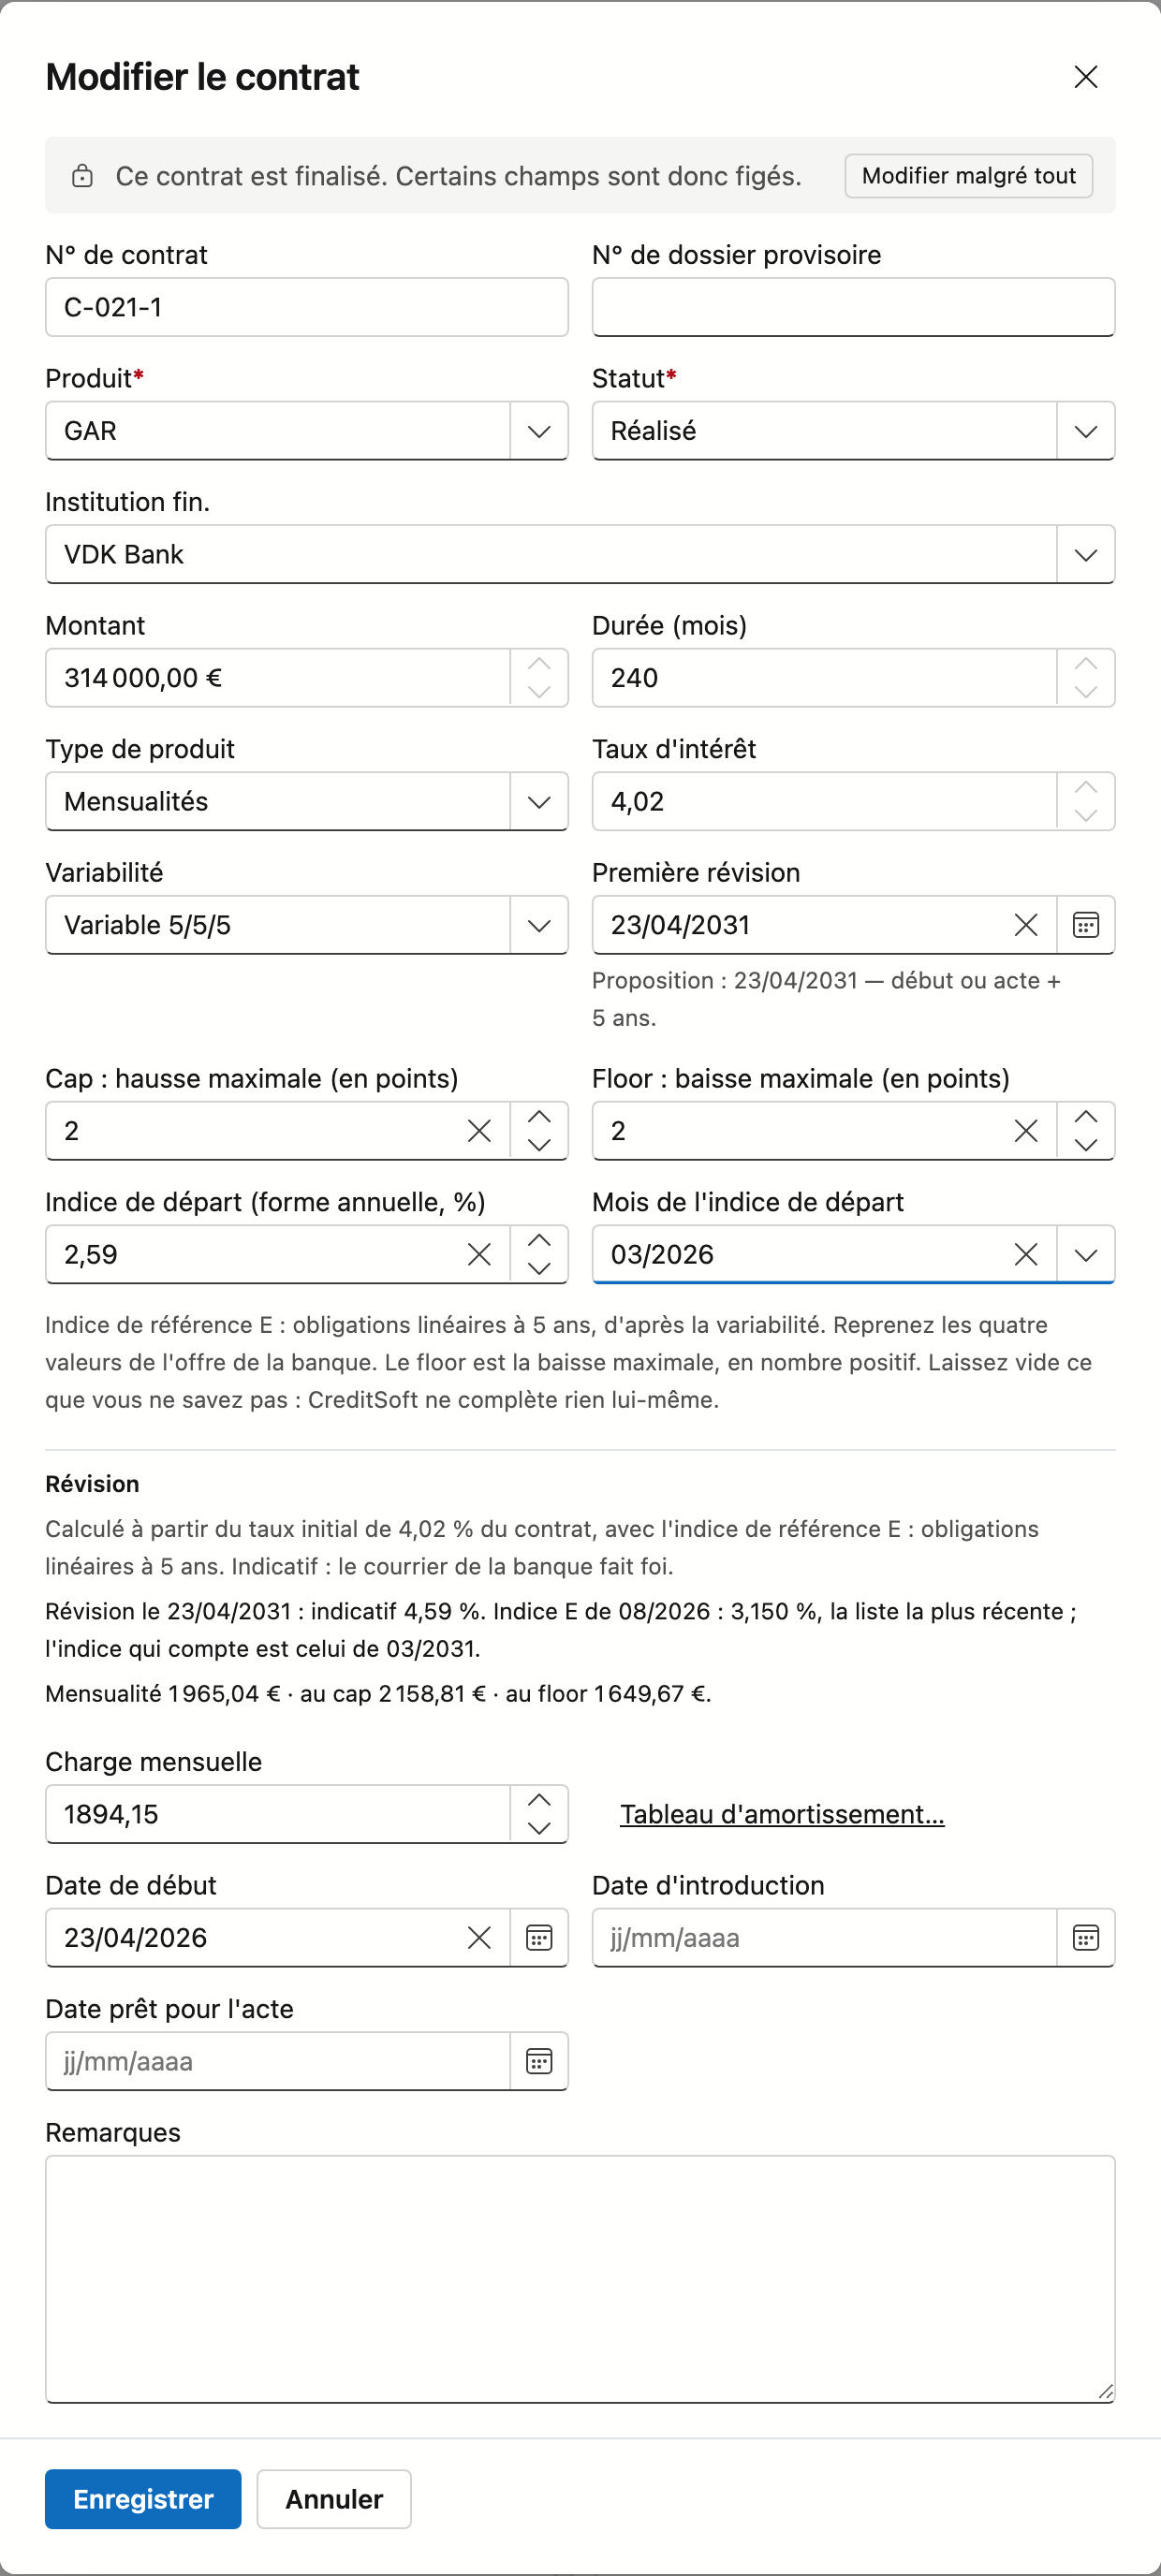 Modifier le contrat
Ce contrat est finalisé. Certains champs sont donc figés.
Modifier malgré tout
N° de contrat
N° de dossier provisoire
C-021-1
Produit*
Statut*
GAR
Réalisé
Institution fin.
VDK Bank
Montant
Durée (mois)
314 000,00 €
240
Type de produit
Taux d'intérêt
Mensualités
4,02
Variabilité
Première révision
Variable 5/5/5
23/04/2031
Proposition : 23/04/2031 — début ou acte +
5 ans.
Cap : hausse maximale (en points)
Floor : baisse maximale (en points)
2
2
Indice de départ (forme annuelle, %)
Mois de l'indice de départ
2,59
03/2026
Indice de référence E : obligations linéaires à 5 ans, d'après la variabilité. Reprenez les quatre
valeurs de l'offre de la banque. Le floor est la baisse maximale, en nombre positif. Laissez vide ce
que vous ne savez pas : CreditSoft ne complète rien lui-même.
Révision
Calculé à partir du taux initial de 4,02 % du contrat, avec l'indice de référence E : obligations
linéaires à 5 ans. Indicatif : le courrier de la banque fait foi.
Révision le 23/04/2031 : indicatif 4,59 %. Indice E de 08/2026 : 3,150 %, la liste la plus récente ;
l'indice qui compte est celui de 03/2031.
Mensualité 1 965,04 € · au cap 2 158,81 € · au floor 1 649,67 €.
Charge mensuelle
1894,15
Tableau d'amortissement...
Date de début
Date d'introduction
23/04/2026
jj/mm/aaaa
Date prêt pour l'acte
jj/mm/aaaa
Remarques
Enregistrer
Annuler